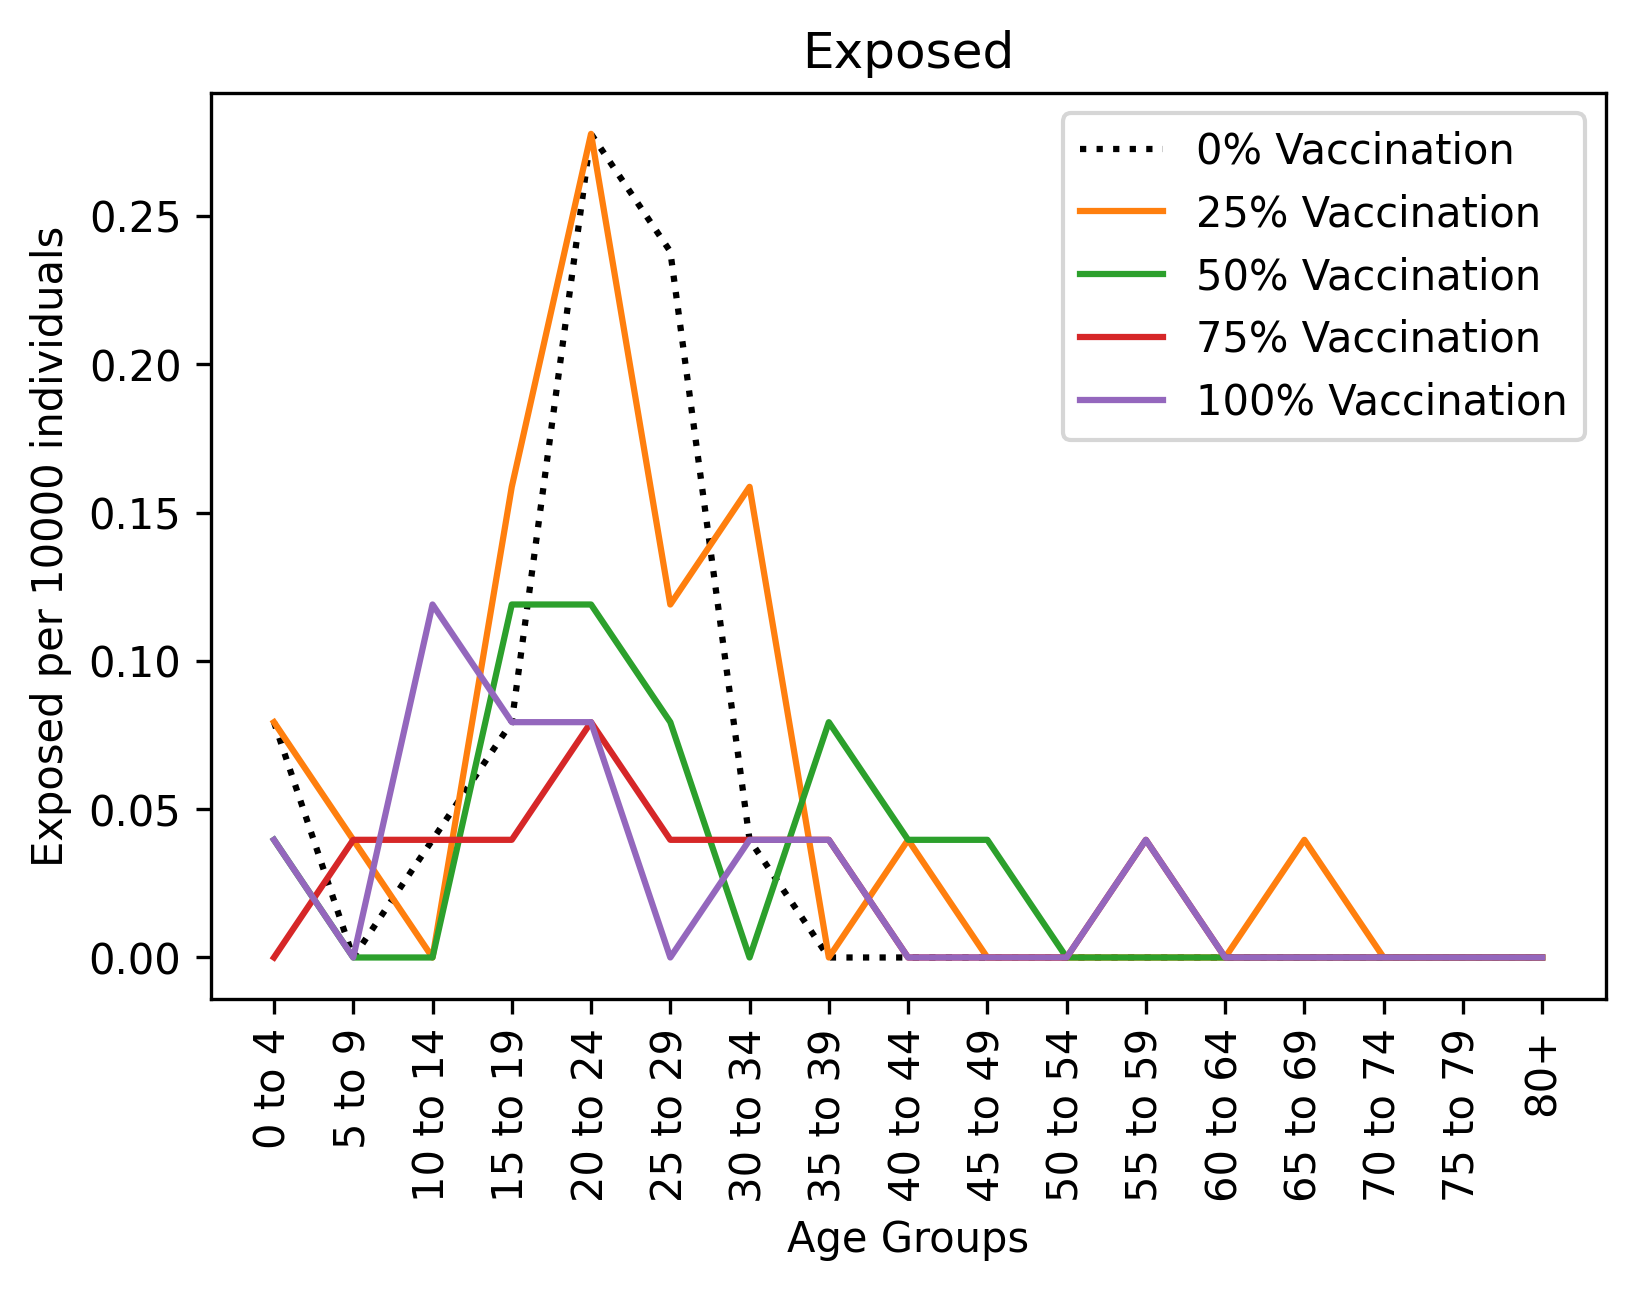 Exposed
0% Vaccination
25% Vaccination
50% Vaccination
75% Vaccination
100% Vaccination
Exposed per 10000 individuals
0.25
0.20
0.15
0.10
0.05
0.00
0 to 4
5 to 9
10 to 14
15 to 19
20 to 24
25 to 29
30 to 34
35 to 39
40 to 44
45 to 49
50 to 54
55 to 59
60 to 64
65 to 69
70 to 74
75 to 79
80+
Age Groups